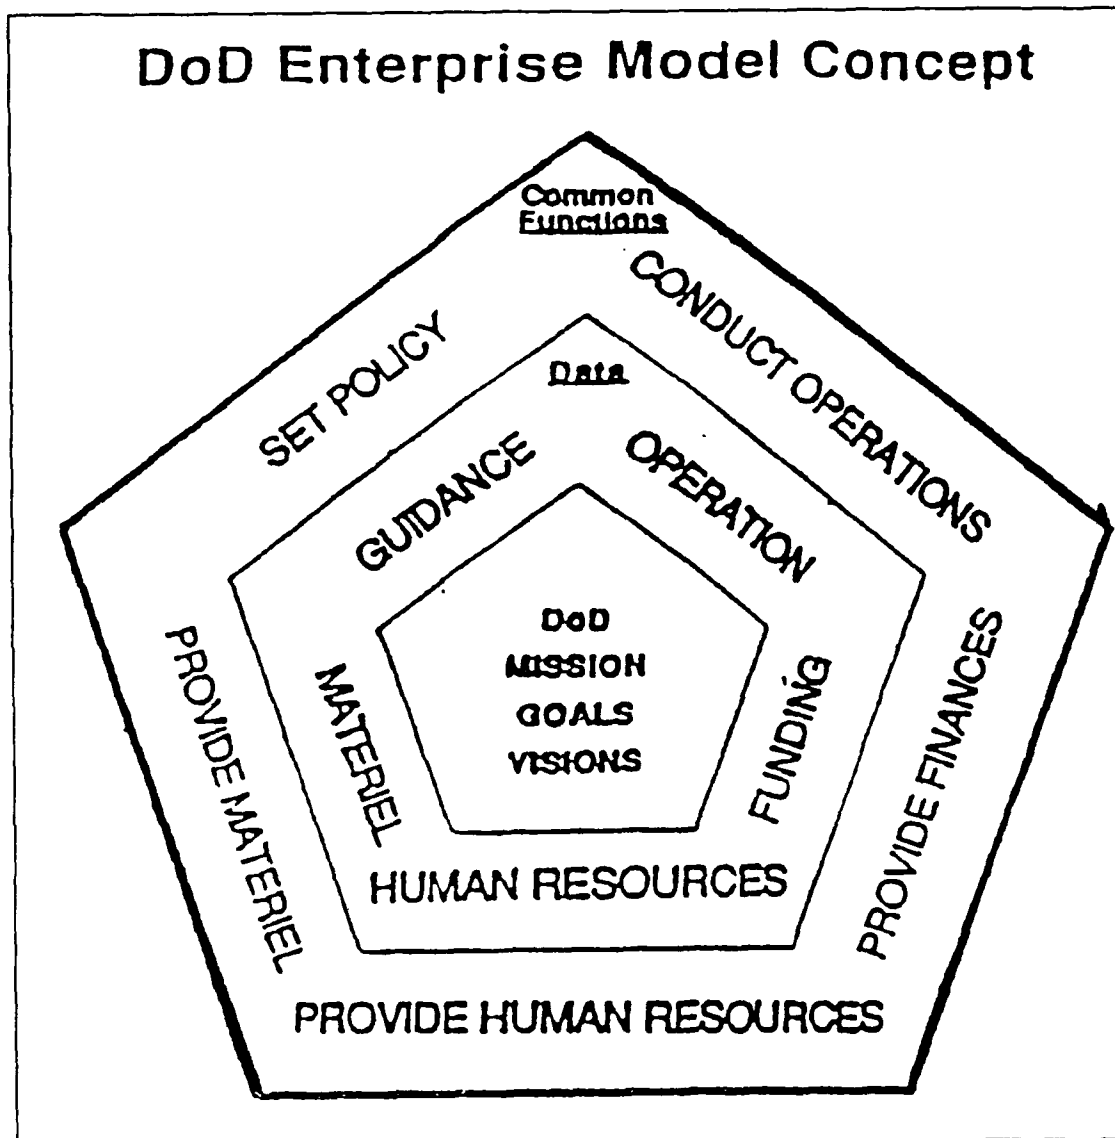 DoD Enterprise Model Concept
Common
Functions
SET POLICY
CONDUCT OPERATIONS
Data
GUIDANCE
OPERATION
DoD
MISSION
GOALS
VISIONS
PROVIDE MATERIEL
MATERIEL
FUNDING
PROVIDE FINANCES
HUMAN RESOURCES
PROVIDE HUMAN RESOURCES